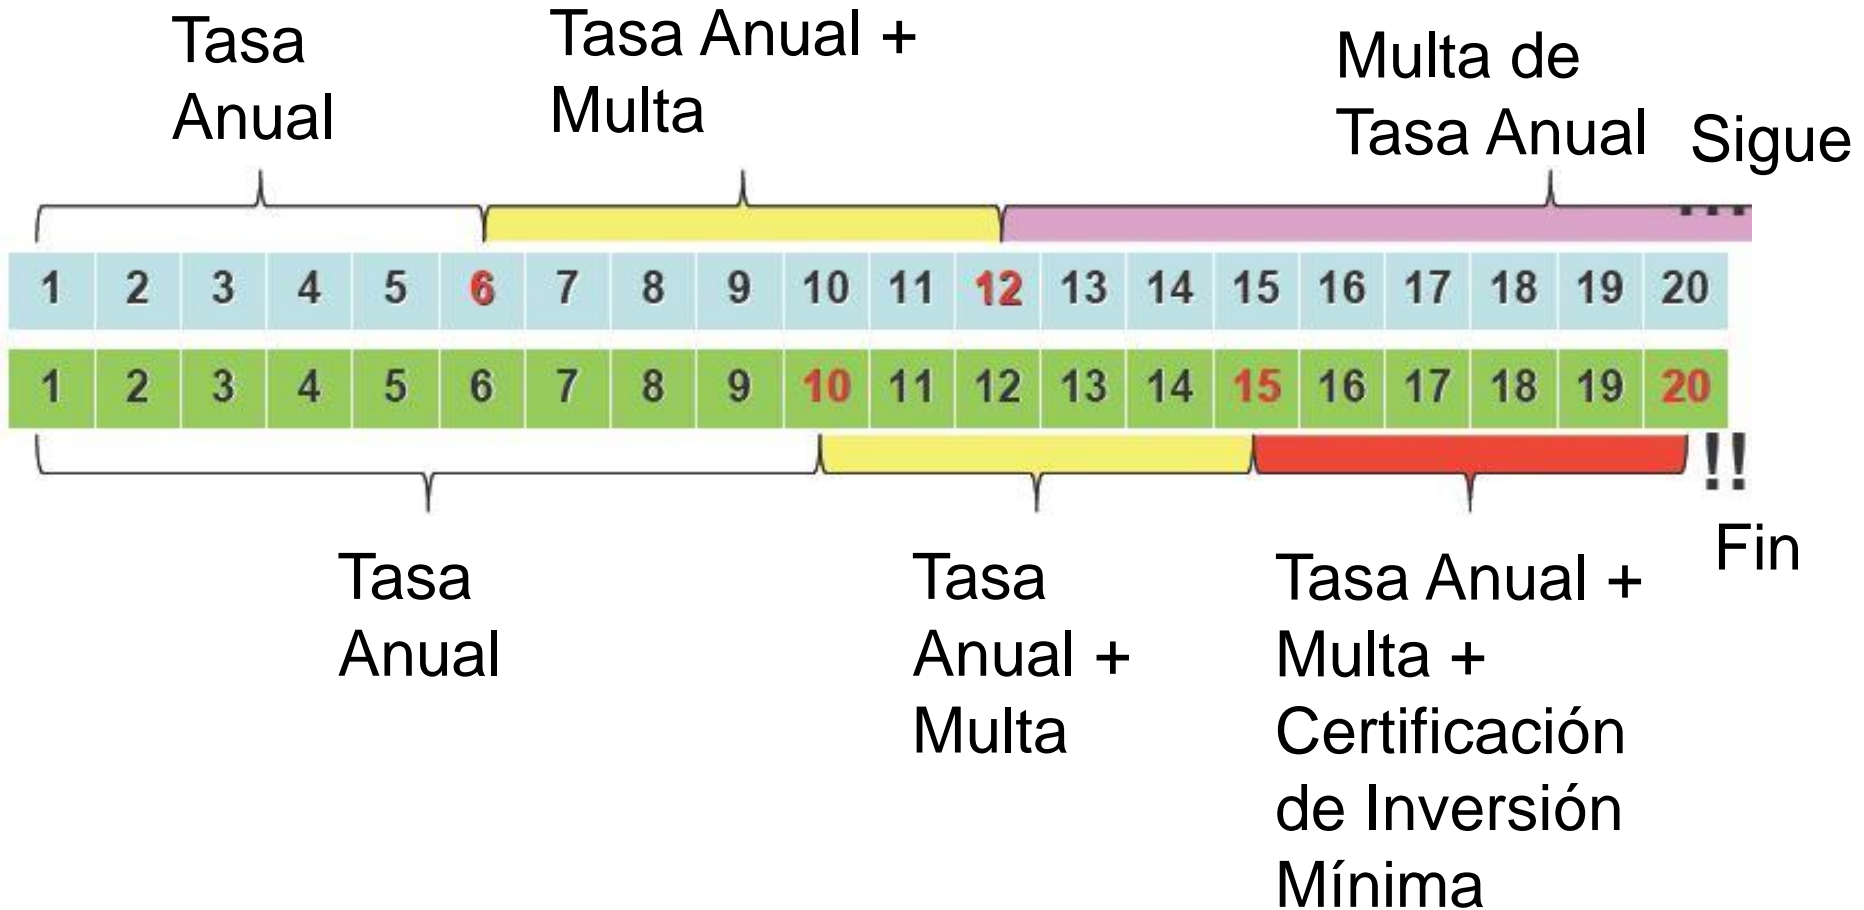 Tasa
Anual
Tasa Anual +
Multa
Multa de
Tasa Anual
Sigue
...
1 2 3 4 5 6 7 8 9 10 11 12 13 14 15 16 17 18 19 20
1 2 3 4 5 6 7 8 9 10 11 12 13 14 15 16 17 18 19 20
!!
Fin
Tasa
Anual
Tasa
Anual +
Multa
Tasa Anual +
Multa +
Certificación
de Inversión
Mínima